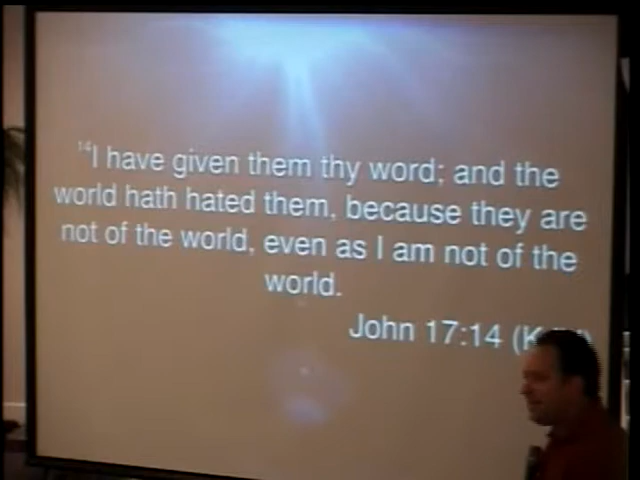 ¹⁴I have given them thy word; and the
world hath hated them, because they are
not of the world, even as I am not of the
world.
John 17:14